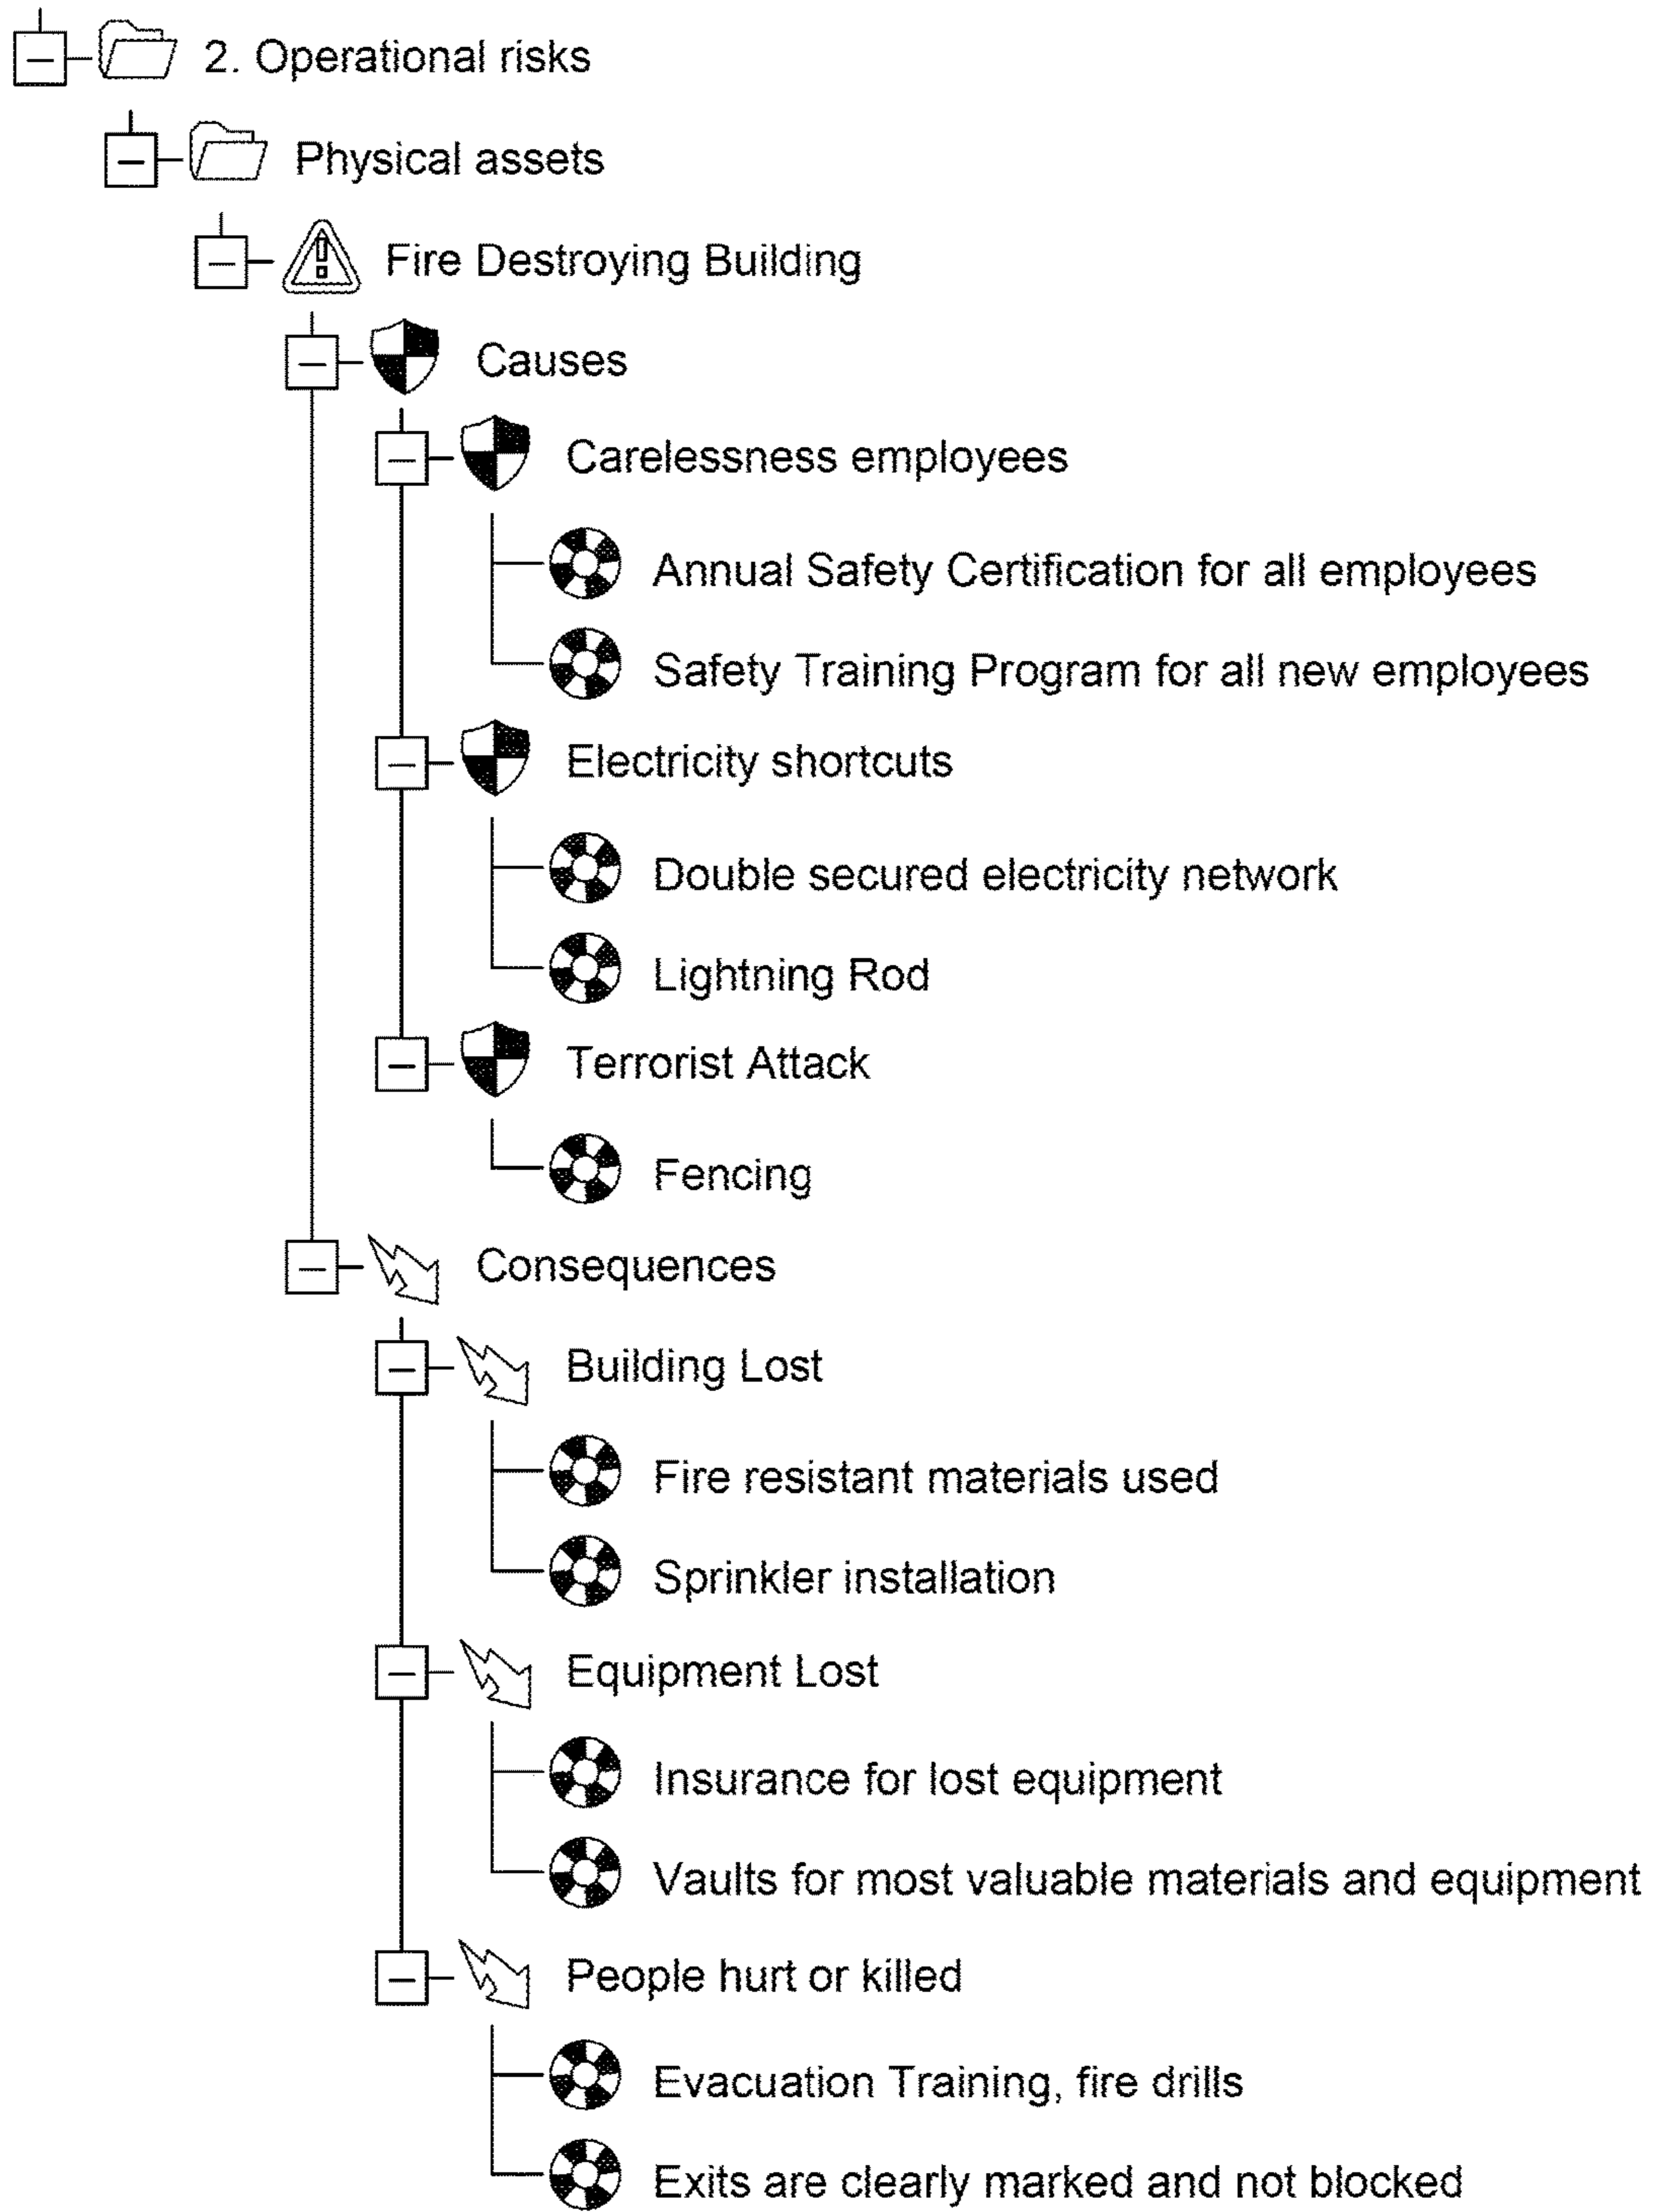 2. Operational risks
Physical assets
Fire Destroying Building
Causes
Carelessness employees
Annual Safety Certification for all employees
Safety Training Program for all new employees
Electricity shortcuts
Double secured electricity network
Lightning Rod
Terrorist Attack
Fencing
Consequences
Building Lost
Fire resistant materials used
Sprinkler installation
Equipment Lost
Insurance for lost equipment
Vaults for most valuable materials and equipment
People hurt or killed
Evacuation Training, fire drills
Exits are clearly marked and not blocked